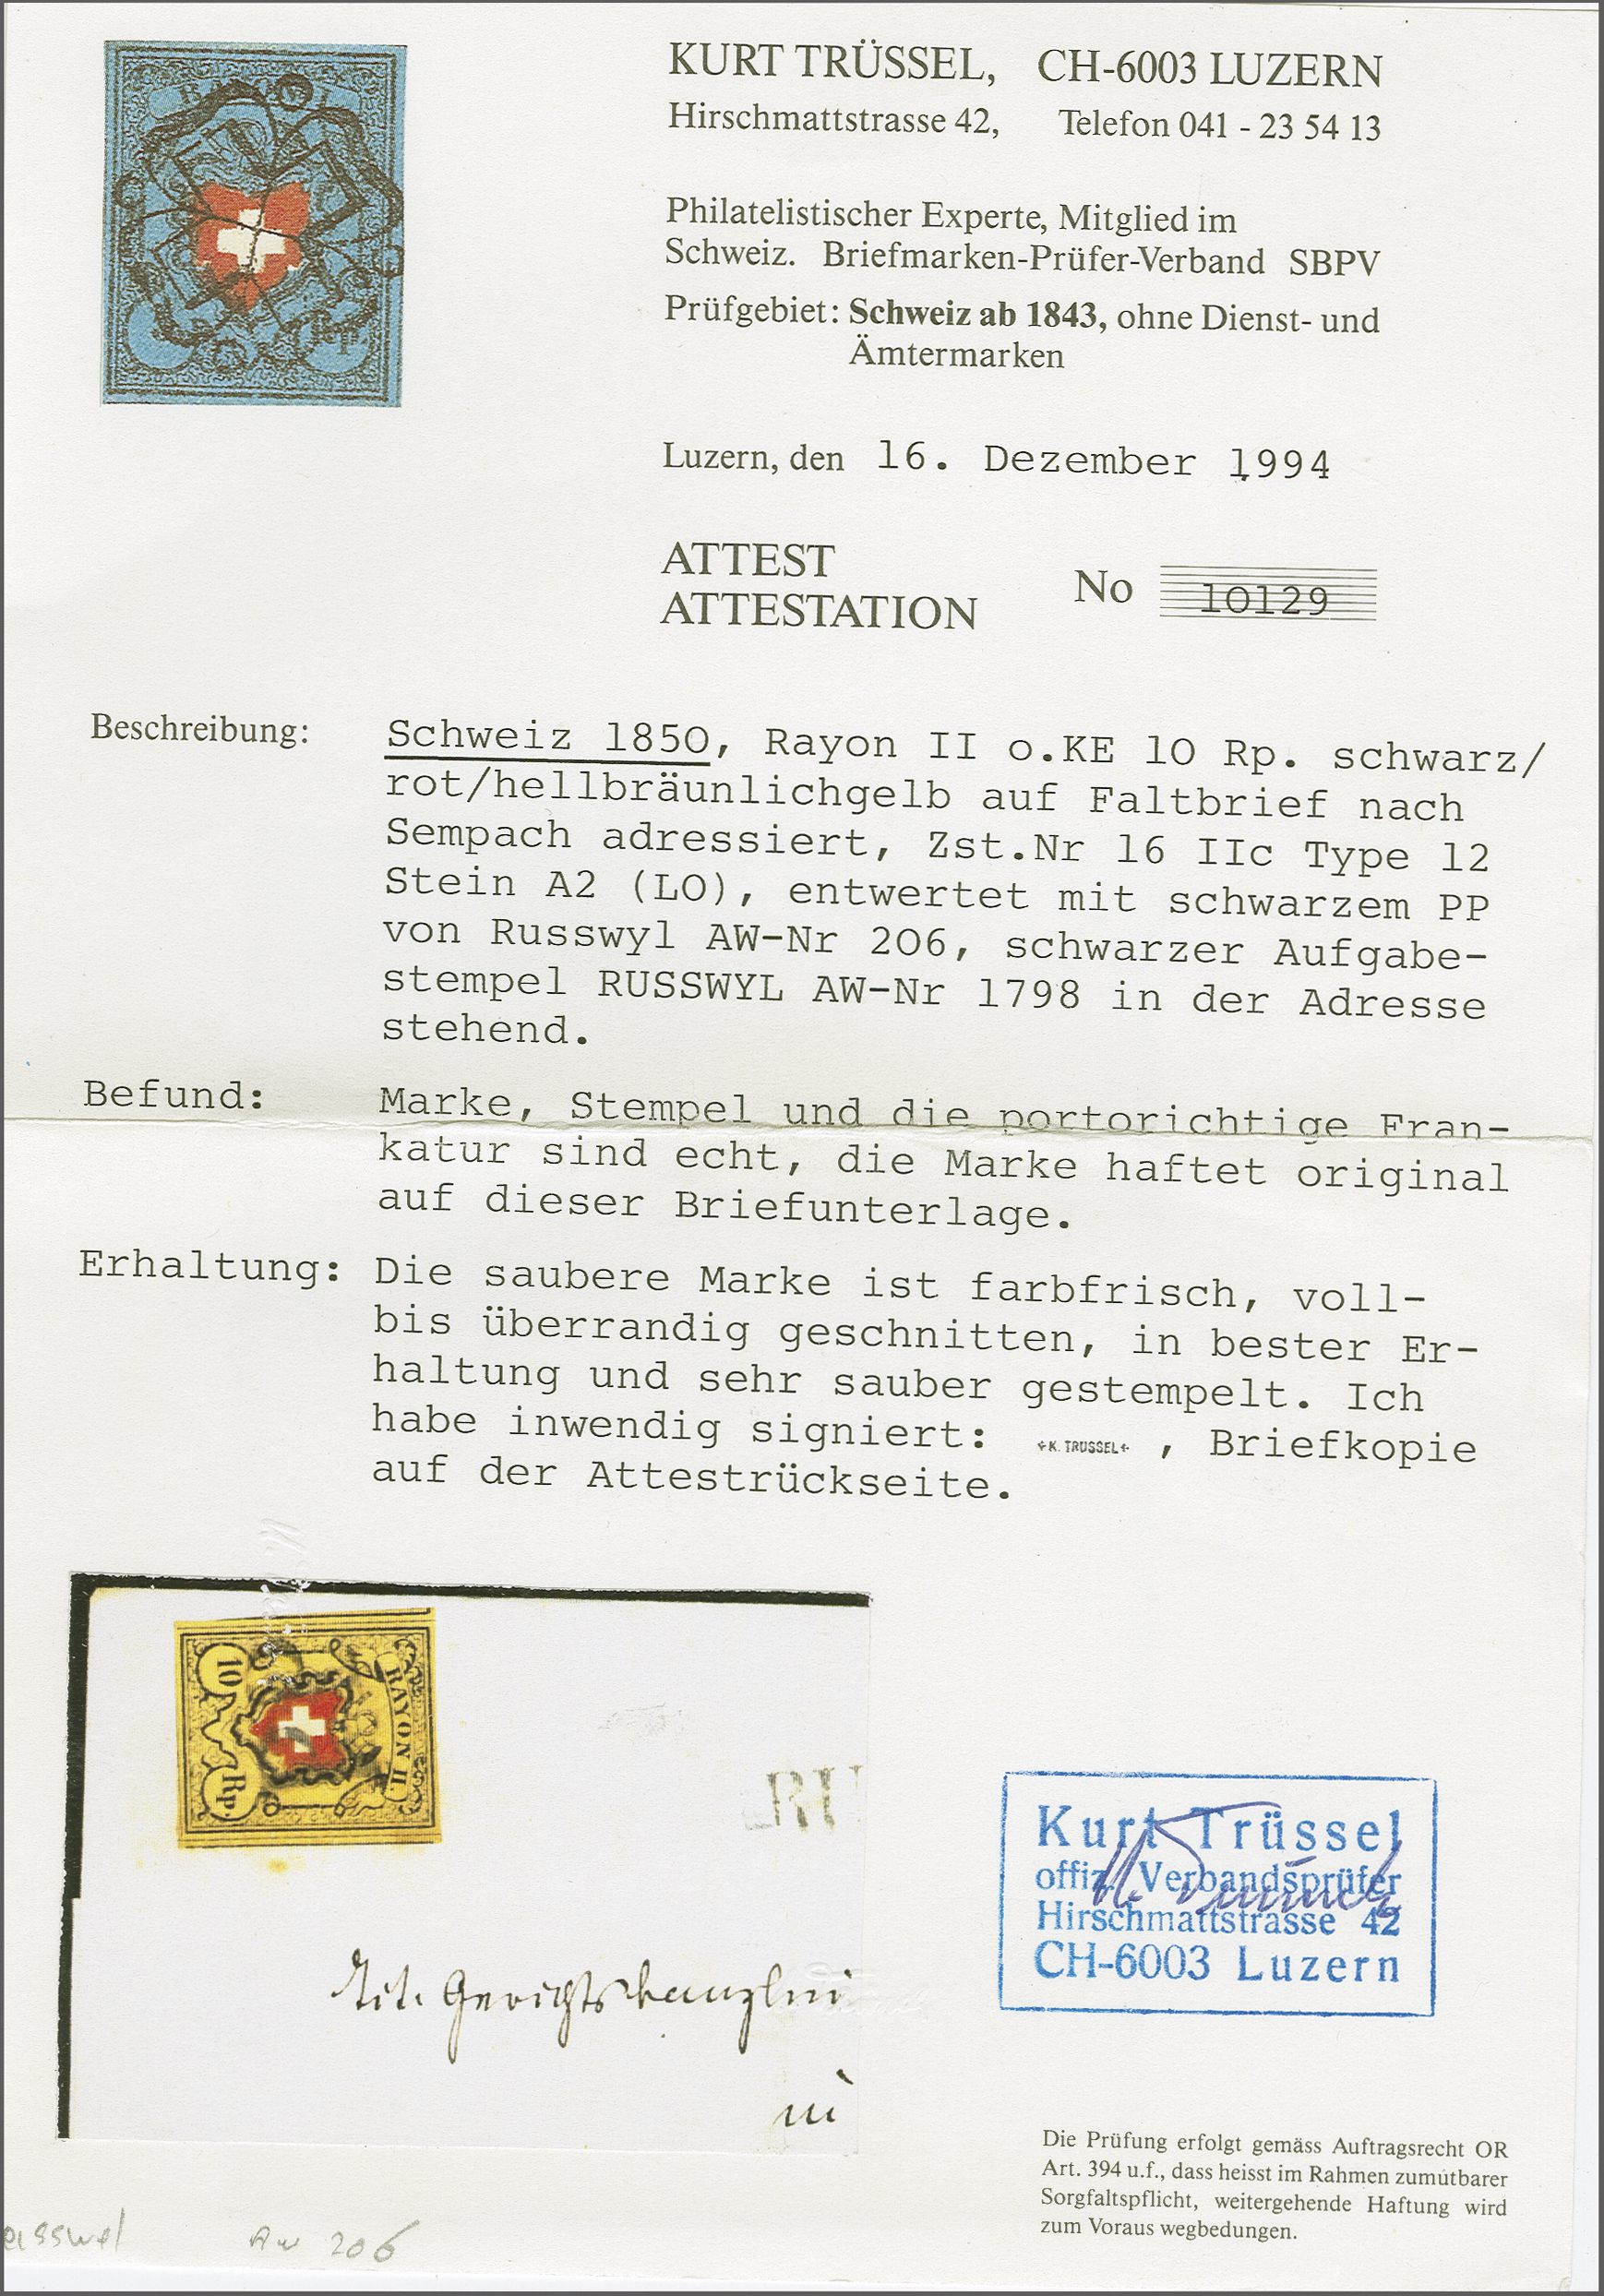 KURT TRÜSSEL, CH-6003 LUZERN
Hirschmattstrasse 42, Telefon 041 - 23 54 13
Philatelistischer Experte, Mitglied im
Schweiz. Briefmarken-Prüfer-Verband SBPV
Prüfgebiet: Schweiz ab 1843, ohne Dienst- und
Ämtermarken
Luzern, den 16. Dezember 1994
ATTEST
ATTESTATION No 10129
Beschreibung: Schweiz 1850, Rayon II o.KE 10 Rp. schwarz/
rot/hellbräunlichgelb auf Faltbrief nach
Sempach adressiert, Zst.Nr 16 IIc Type 12
Stein A2 (LO), entwertet mit schwarzem PP
von Russwyl AW-Nr 206, schwarzer Aufgabe-
stempel RUSSWYL AW-Nr 1798 in der Adresse
stehend.
Befund: Marke, Stempel und die portorichtige Fran-
katur sind echt, die Marke haftet original
auf dieser Briefunterlage.
Erhaltung: Die saubere Marke ist farbfrisch, voll-
bis überrandig geschnitten, in bester Er-
haltung und sehr sauber gestempelt. Ich
habe inwendig signiert: +K. TRÜSSEL+ , Briefkopie
auf der Attestrückseite.
RAYON II.
10 Rp.
RU
Tit. Gerichtskanzlei
in
Kurt Trüssel
offiz. Verbandsprüfer
Hirschmattstrasse 42
CH-6003 Luzern
Die Prüfung erfolgt gemäss Auftragsrecht OR
Art. 394 u.f., dass heisst im Rahmen zumutbarer
Sorgfaltspflicht, weitergehende Haftung wird
zum Voraus wegbedungen.
AW 206